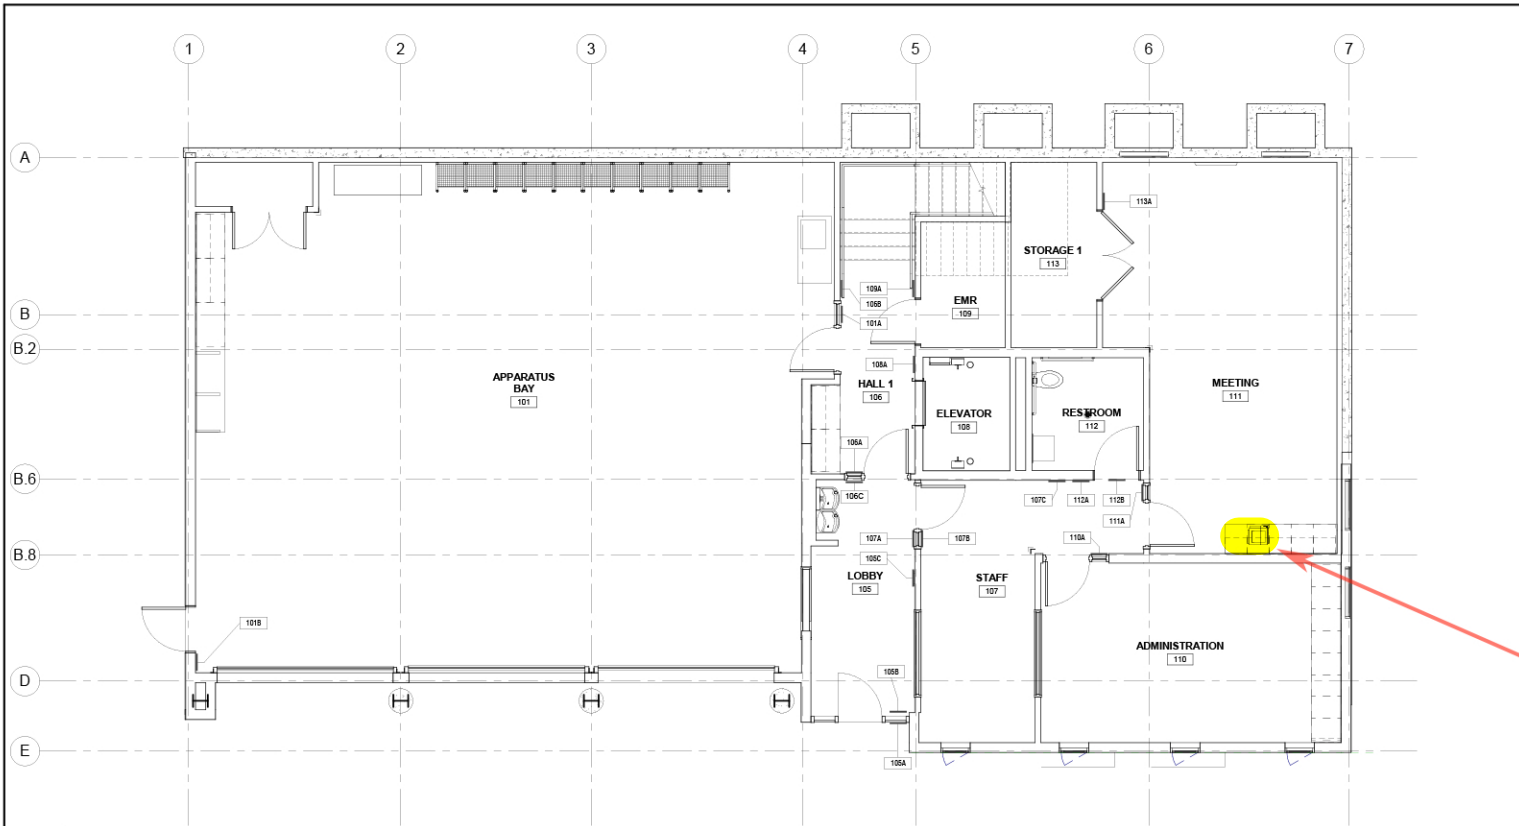 1 2 3 4 5 6 7
A
113A
STORAGE 1
113
109A
106B
EMR
109
B
101A
B.2
108A
APPARATUS
BAY
101
HALL 1
106
MEETING
111
ELEVATOR
108
RESTROOM
112
106A
B.6
106C
107C 112A 112B
111A
107A 107B
110A
B.8
105C
LOBBY
105
STAFF
107
101B
ADMINISTRATION
110
105B
D
E
105A